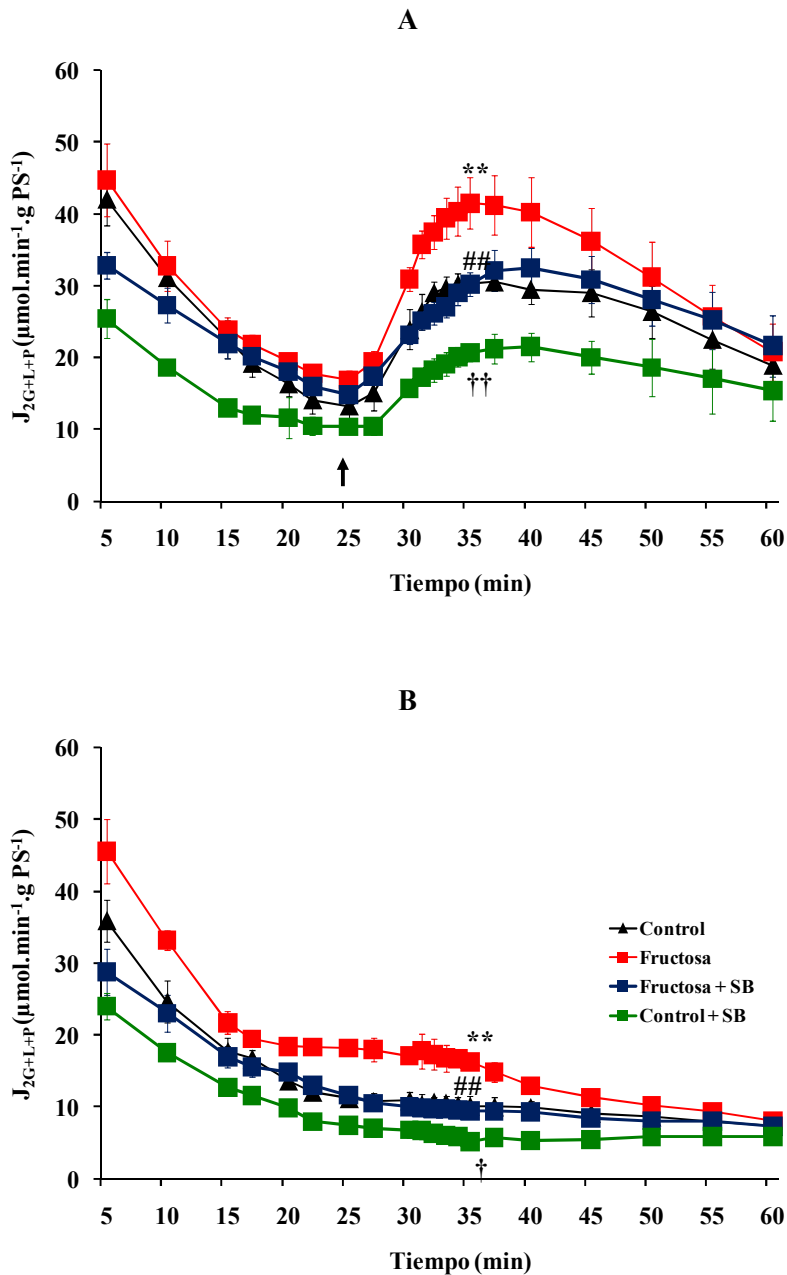 A
60
50
40
30
20
10
0
J2G+L+P (µmol.min-1.g PS-1)
**
##
††
5 10 15 20 25 30 35 40 45 50 55 60
Tiempo (min)
B
60
50
40
30
20
10
0
J2G+L+P (µmol.min-1.g PS-1)
Control
Fructosa
Fructosa + SB
Control + SB
**
##
†
5 10 15 20 25 30 35 40 45 50 55 60
Tiempo (min)